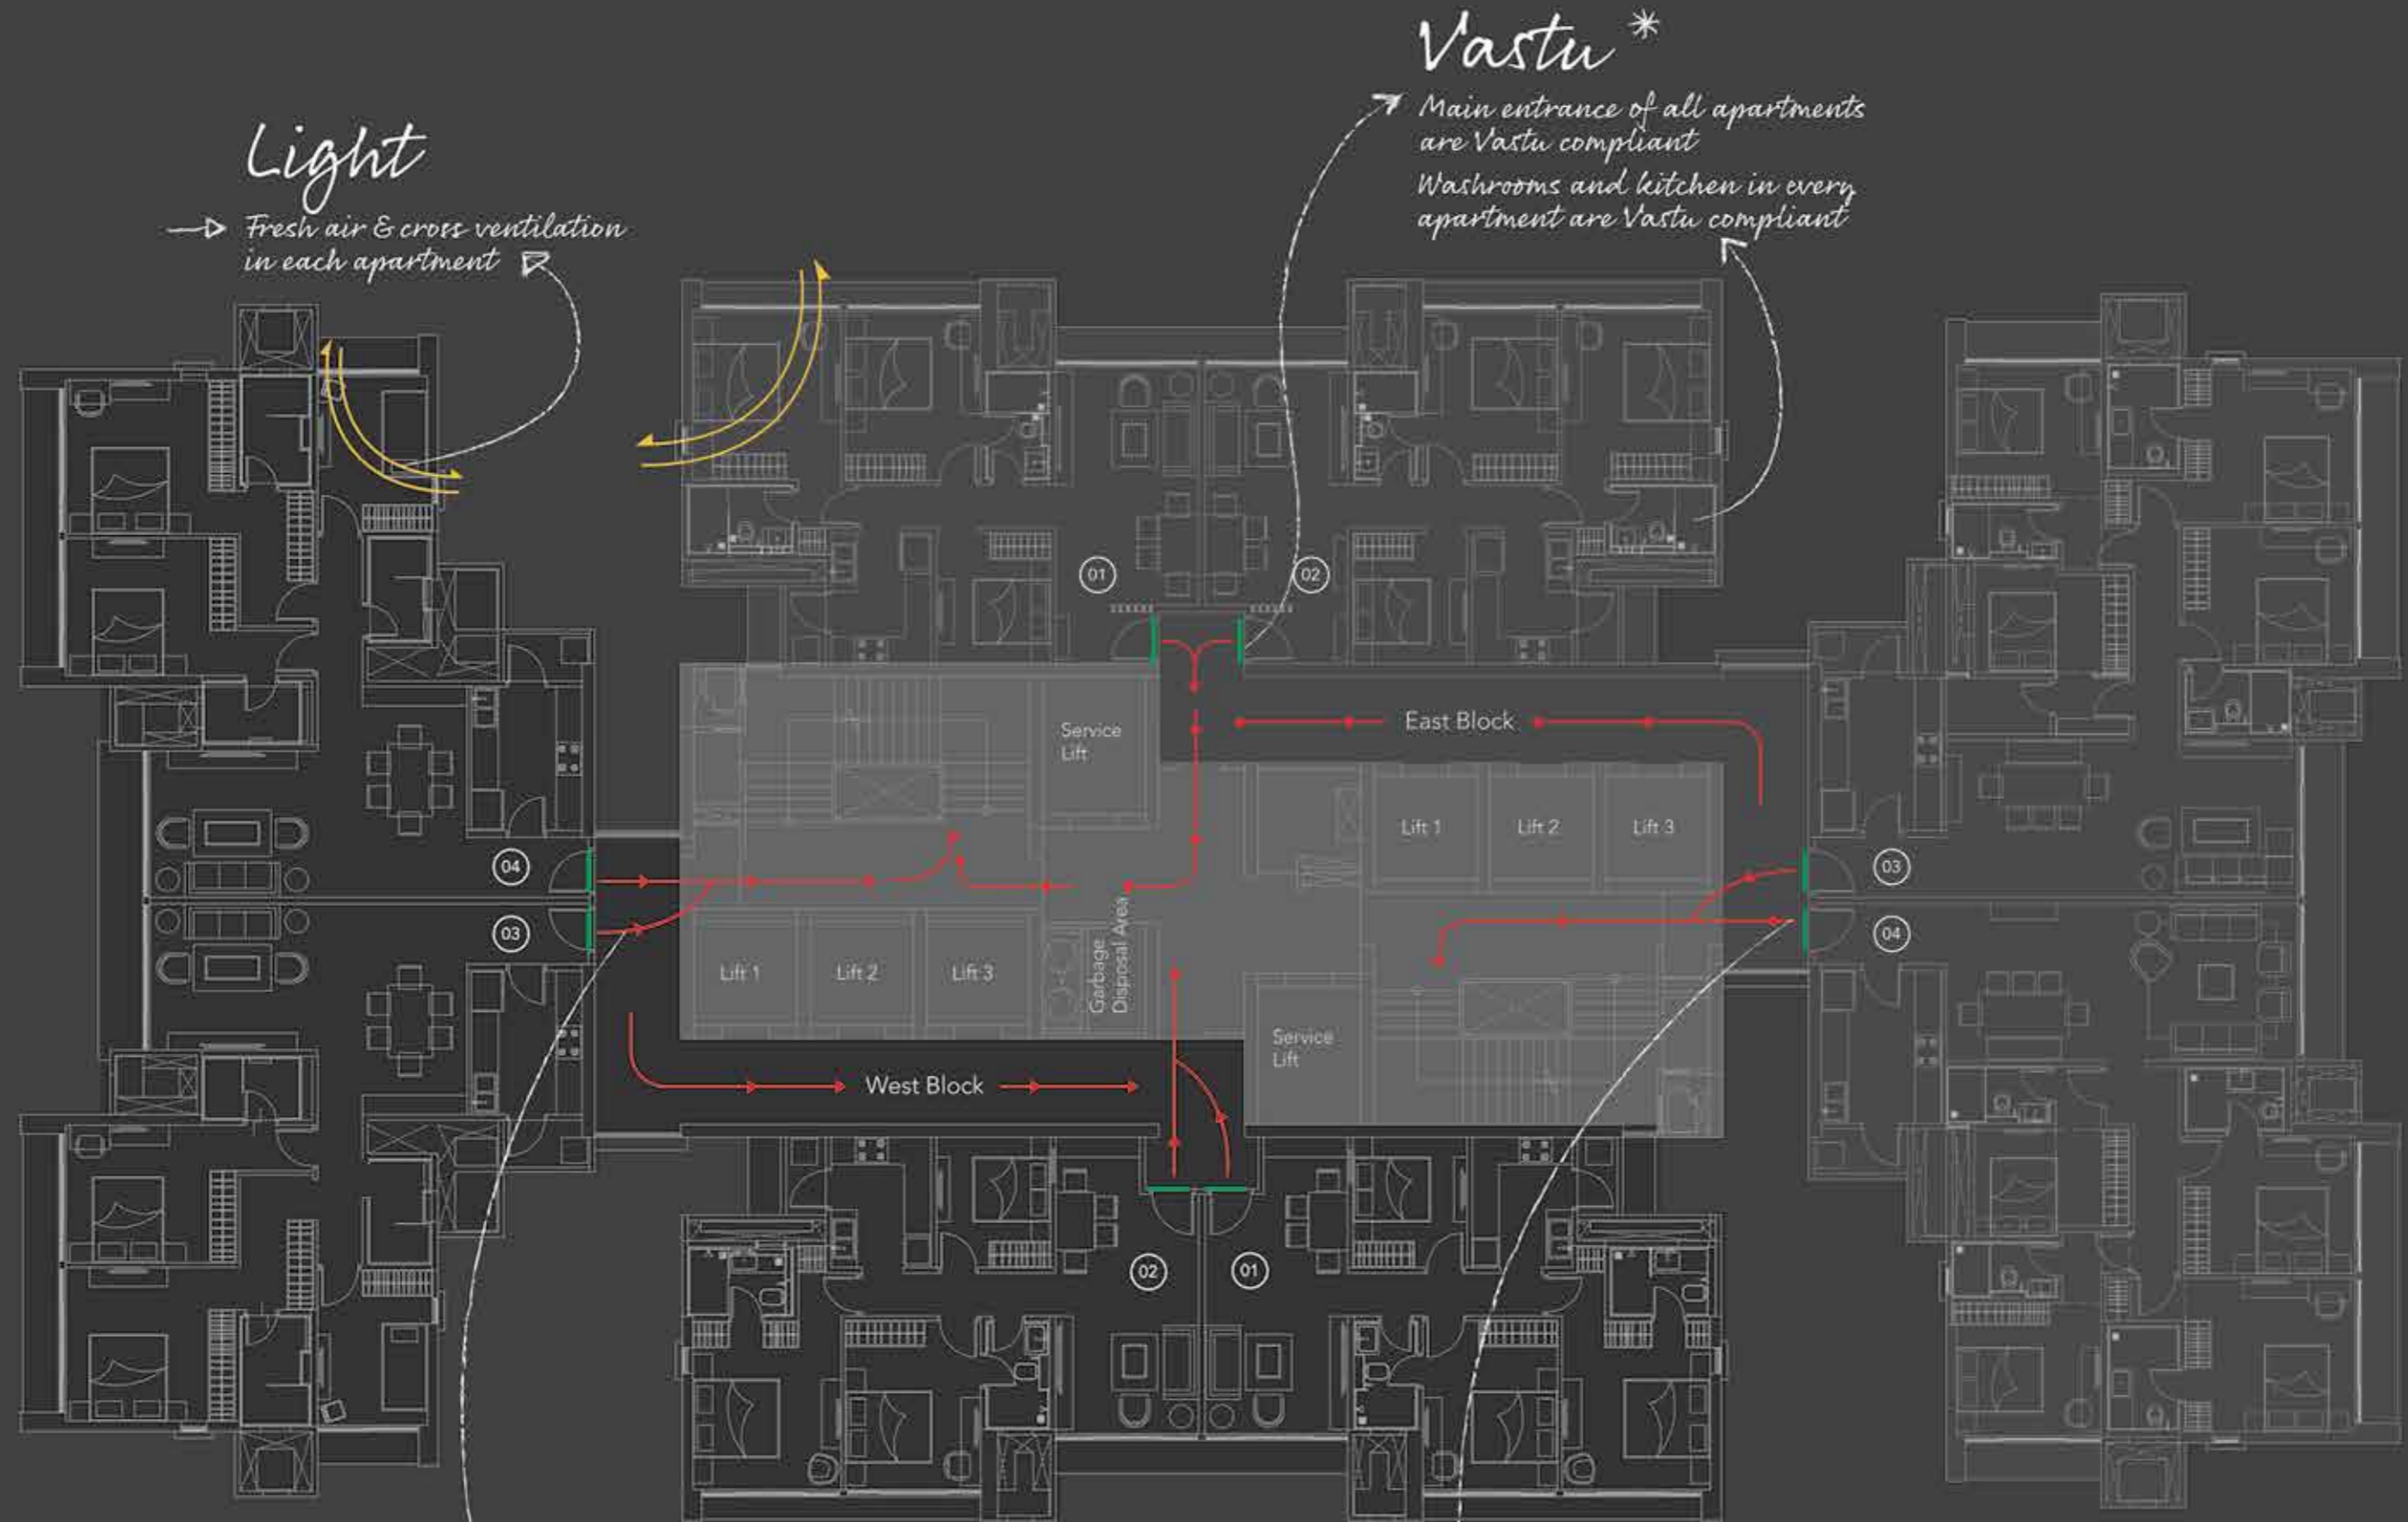 Vastu *
Main entrance of all apartments
are Vastu compliant
Washrooms and kitchen in every
apartment are Vastu compliant
Light
Fresh air & cross ventilation
in each apartment
01
02
Service
Lift
East Block
Lift 1
Lift 2
Lift 3
04
03
03
04
Lift 1
Lift 2
Lift 3
Garbage
Disposal Area
Service
Lift
West Block
02
01